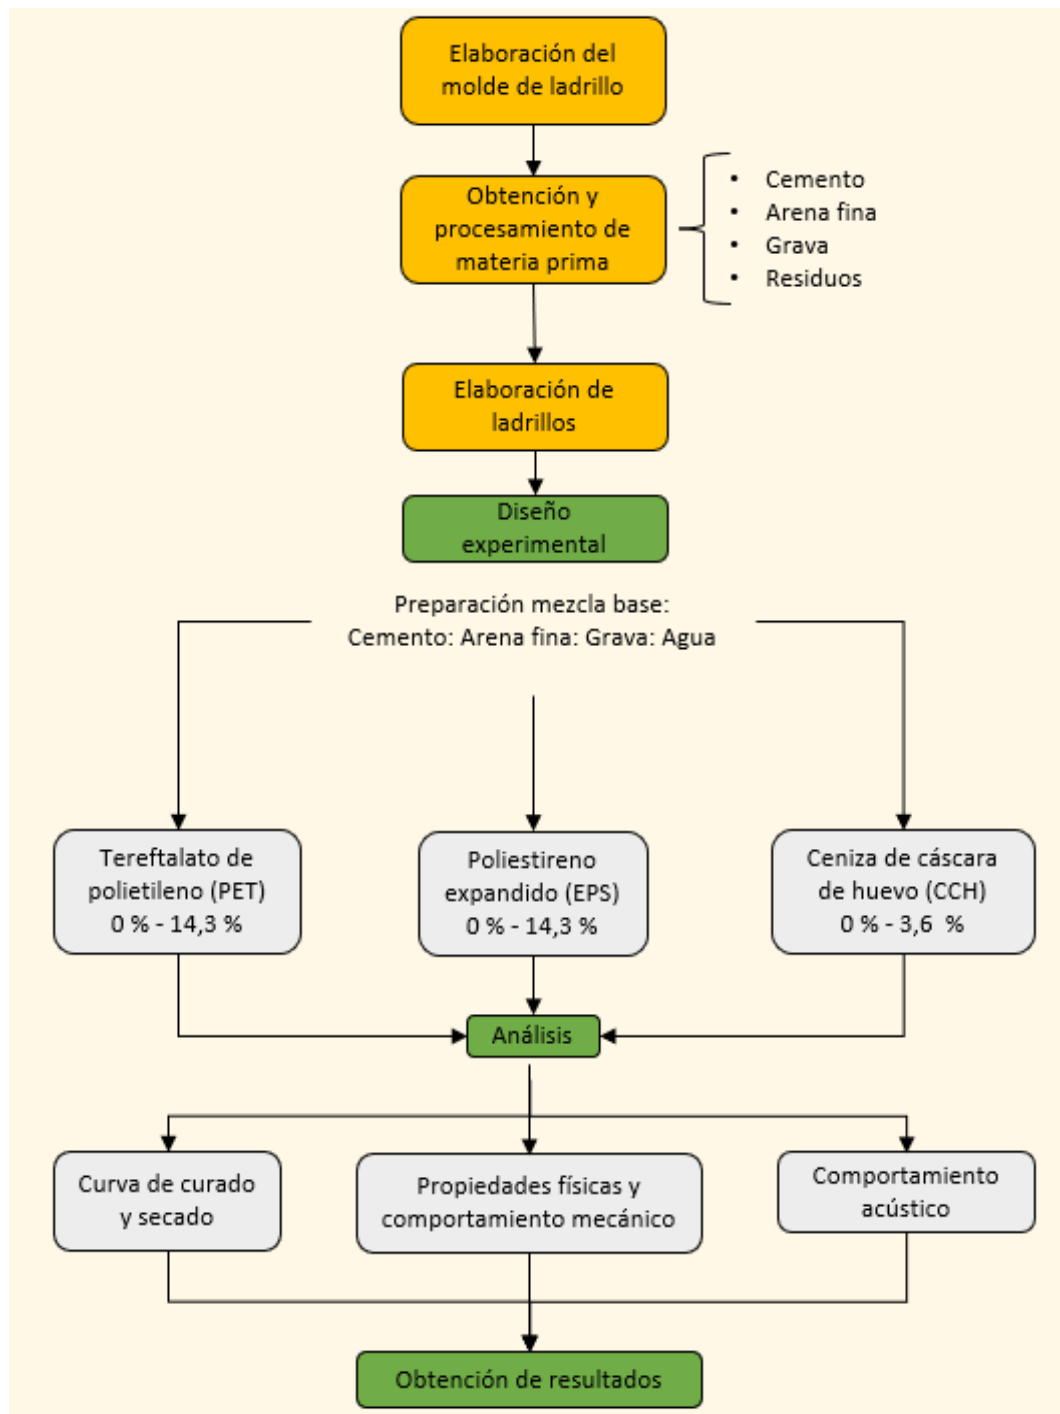 Elaboración del
molde de ladrillo
Obtención y
procesamiento de
materia prima
• Cemento
• Arena fina
• Grava
• Residuos
Elaboración de
ladrillos
Diseño
experimental
Preparación mezcla base:
Cemento: Arena fina: Grava: Agua
Tereftalato de
polietileno (PET)
0 % - 14,3 %
Poliestireno
expandido (EPS)
0 % - 14,3 %
Ceniza de cáscara
de huevo (CCH)
0 % - 3,6 %
Análisis
Curva de curado
y secado
Propiedades físicas y
comportamiento mecánico
Comportamiento
acústico
Obtención de resultados